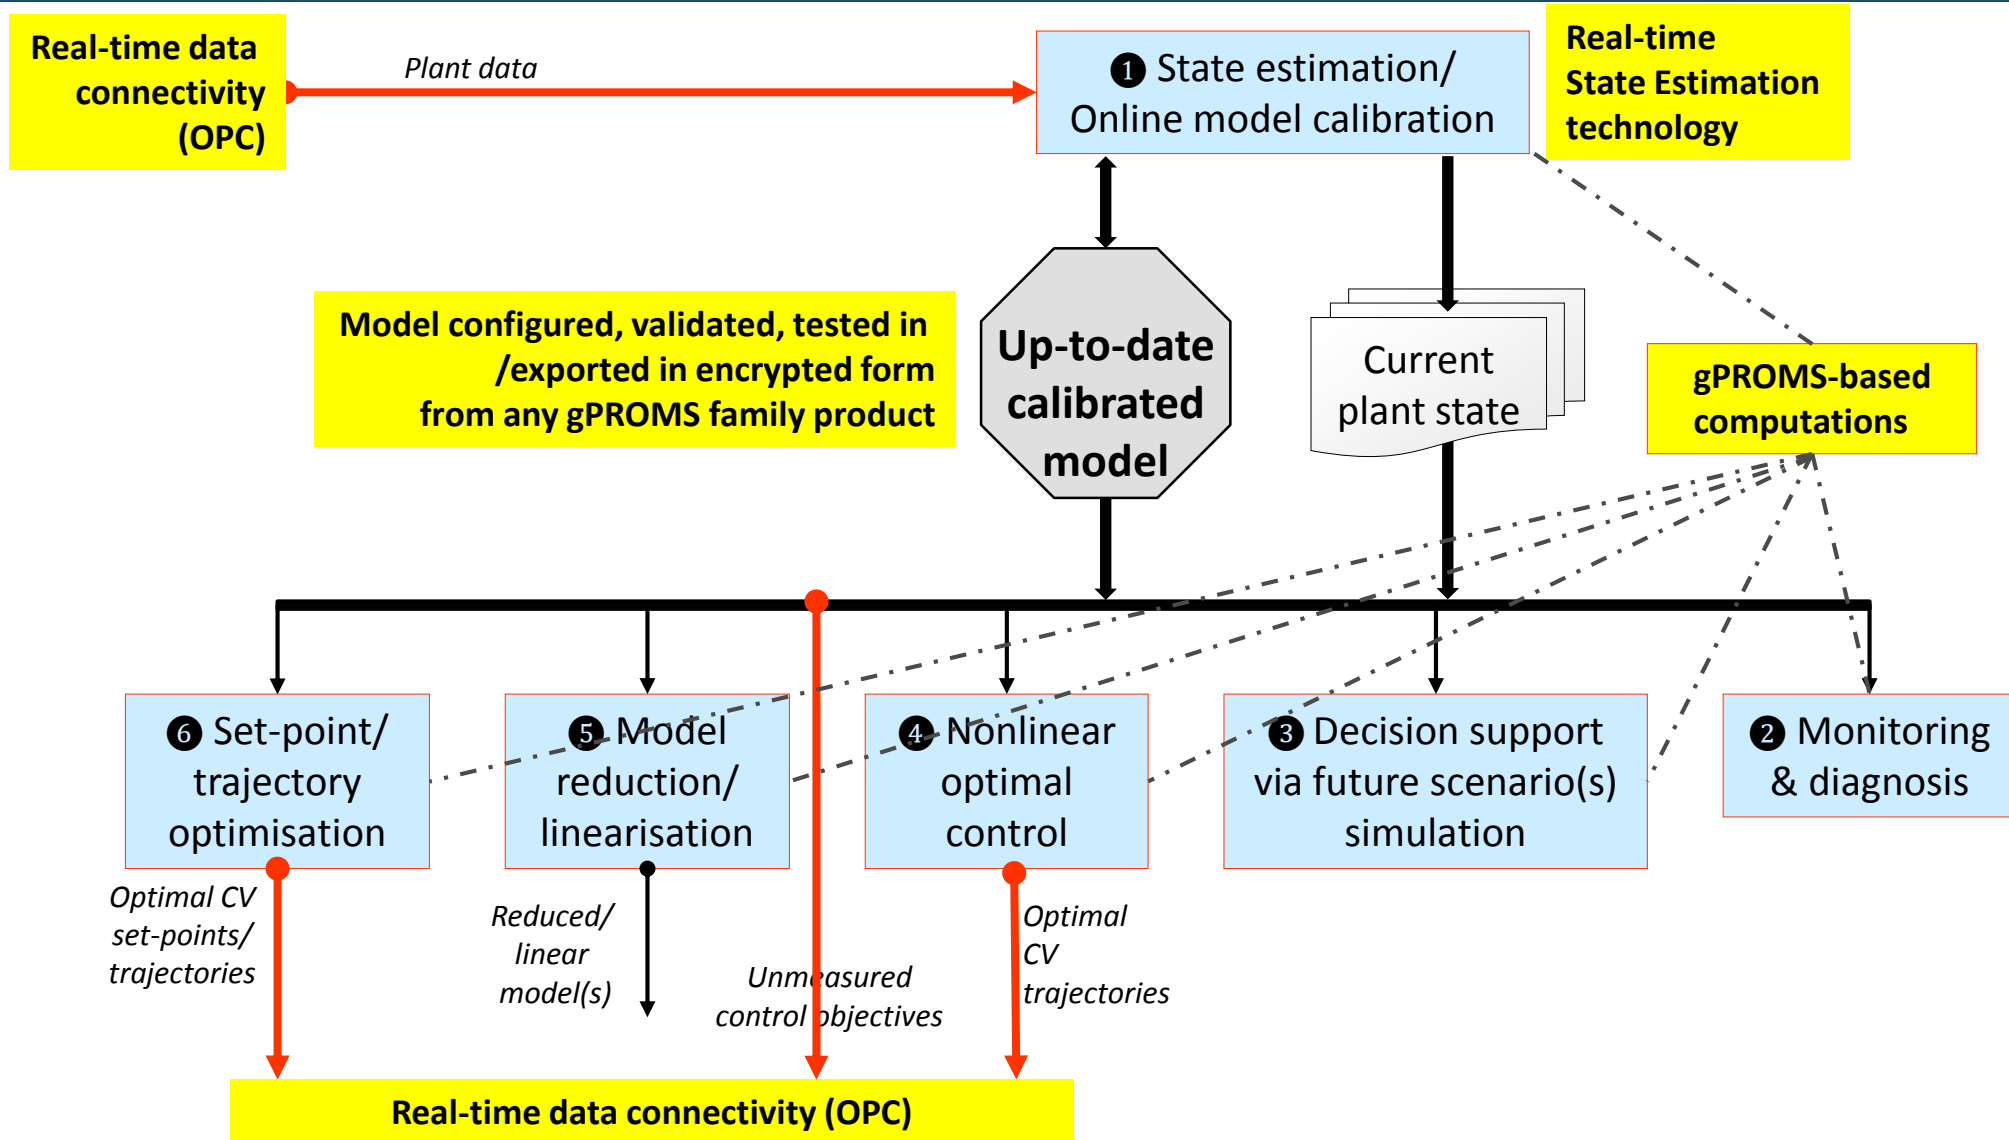 Real-time data
connectivity
(OPC)
Plant data
❶ State estimation/
Online model calibration
Real-time
State Estimation
technology
Model configured, validated, tested in
/exported in encrypted form
from any gPROMS family product
Up-to-date
calibrated
model
Current
plant state
gPROMS-based
computations
❻ Set-point/
trajectory
optimisation
❺ Model
reduction/
linearisation
❹ Nonlinear
optimal
control
❸ Decision support
via future scenario(s)
simulation
❷ Monitoring
& diagnosis
Optimal CV
set-points/
trajectories
Reduced/
linear
model(s)
Unmeasured
control objectives
Optimal
CV
trajectories
Real-time data connectivity (OPC)